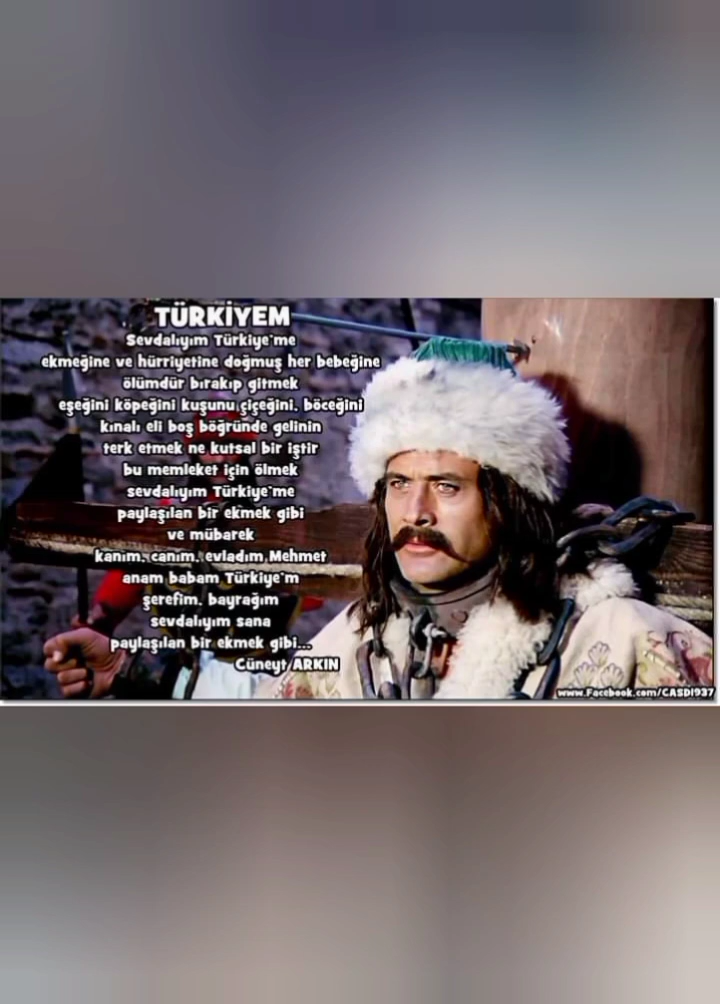 TÜRKİYEM
Sevdalıyım Türkiye'me
ekmeğine ve hürriyetine doğmuş her bebeğine
ölümdür bırakıp gitmek
eşeğini köpeğini kuşunu,çiçeğini, böceğini
kınalı eli boş böğründe gelinin
terk etmek ne kutsal bir iştir
bu memleket için ölmek
sevdalıyım Türkiye'me
paylaşılan bir ekmek gibi
ve mübarek
kanım, canım, evladım Mehmet
anam babam Türkiye'm
şerefim, bayrağım
sevdalıyım sana
paylaşılan bir ekmek gibi...
Cüneyt ARKIN
www.Facebook.com/CASD1937